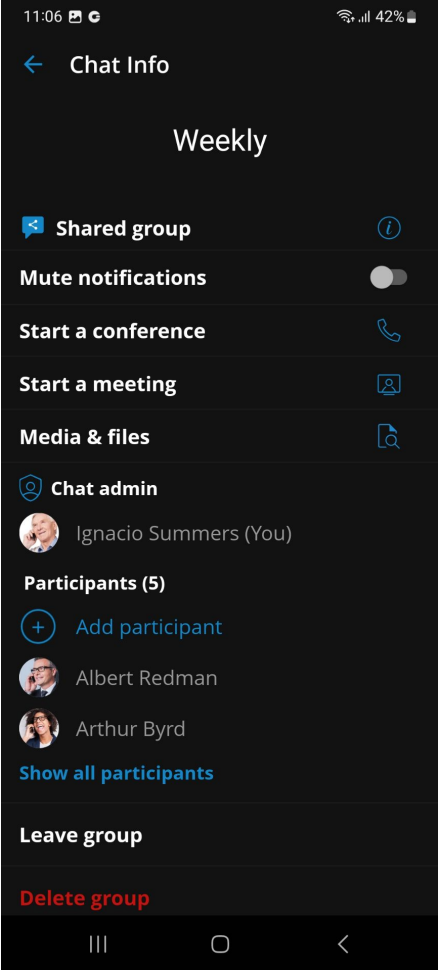 11:06 G 42%
Chat Info
Weekly
Shared group i
Mute notifications
Start a conference
Start a meeting
Media & files
Chat admin
Ignacio Summers (You)
Participants (5)
Add participant
Albert Redman
Arthur Byrd
Show all participants
Leave group
Delete group